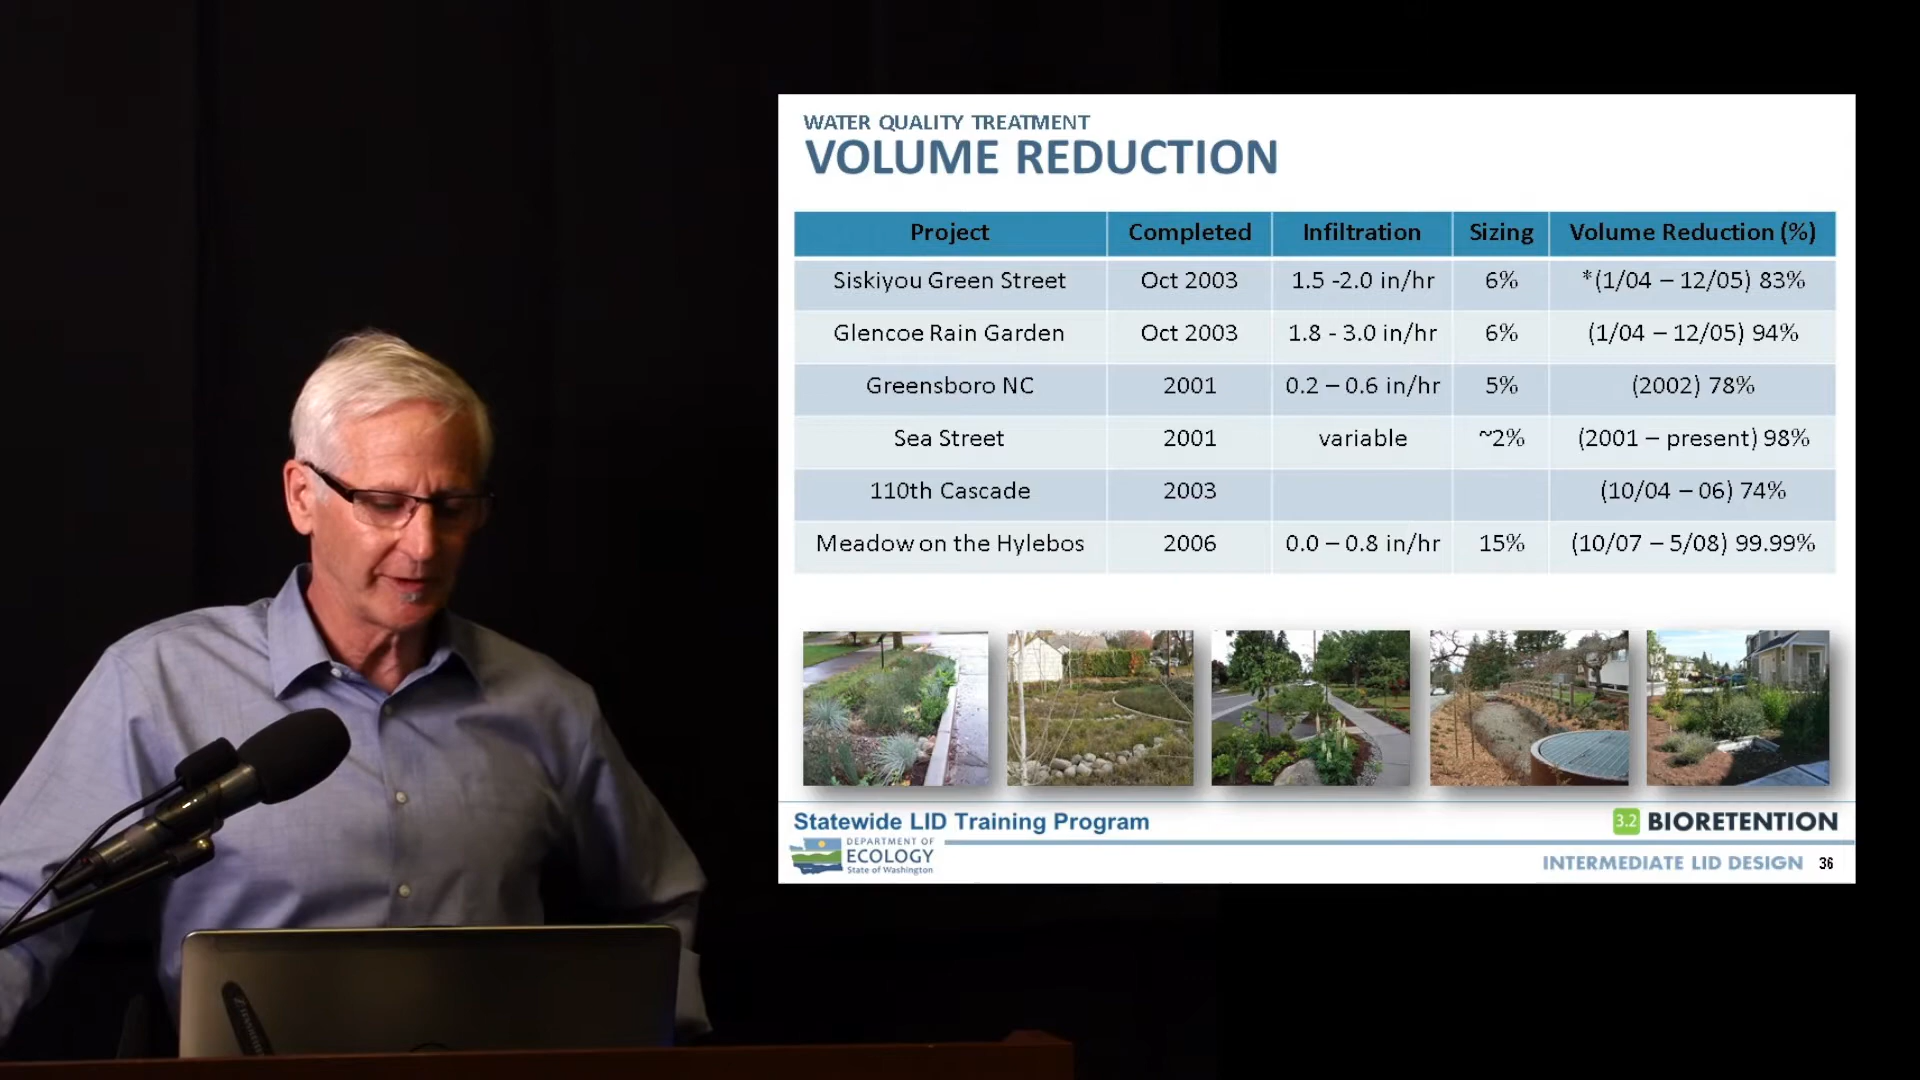 WATER QUALITY TREATMENT
VOLUME REDUCTION
Project Completed Infiltration Sizing Volume Reduction (%)
Siskiyou Green Street Oct 2003 1.5 -2.0 in/hr 6% *(1/04 – 12/05) 83%
Glencoe Rain Garden Oct 2003 1.8 - 3.0 in/hr 6% (1/04 – 12/05) 94%
Greensboro NC 2001 0.2 – 0.6 in/hr 5% (2002) 78%
Sea Street 2001 variable ~2% (2001 – present) 98%
110th Cascade 2003 (10/04 – 06) 74%
Meadow on the Hylebos 2006 0.0 – 0.8 in/hr 15% (10/07 – 5/08) 99.99%
Statewide LID Training Program
3.2 BIORETENTION
DEPARTMENT OF
ECOLOGY
State of Washington
INTERMEDIATE LID DESIGN 36